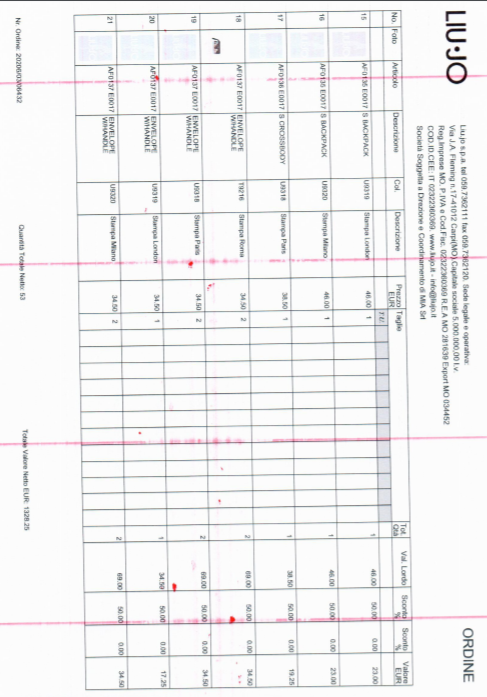 LIU·JO
Liu.jo s.p.a. tel 059.7362111 fax 059.7362120. Sede legale e operativa:
Via J.A. Fleming n.17-41012 Carpi(MO) Capitale sociale 5.000.000,00 I.v.
Reg.Imprese MO, P.IVA e Cod.Fisc. 02322360369 R.E.A MO 281639 Export MO 034452
COD.ID.CEE: IT 02322360369. www.liujo.it - info@liujo.it
Società Soggetta a Direzione e Coordinamento di MIA Srl
ORDINE
No. Foto Articolo Descrizione Col. Descrizione Prezzo EUR Taglie Tot. Qtà Val. Lordo Sconto % Sconto % Valore EUR
T.U.
15 AF0135 E0017 S BACKPACK U9319 Stampa London 46.00 1 1 46.00 50.00 0.00 23.00
16 AF0135 E0017 S BACKPACK U9320 Stampa Milano 46.00 1 1 46.00 50.00 0.00 23.00
17 AF0136 E0017 S CROSSBODY U9318 Stampa Paris 38.50 1 1 38.50 50.00 0.00 19.25
18 AF0137 E0017 ENVELOPE W/HANDLE T9216 Stampa Roma 34.50 2 2 69.00 50.00 0.00 34.50
19 AF0137 E0017 ENVELOPE W/HANDLE U9318 Stampa Paris 34.50 2 2 69.00 50.00 0.00 34.50
20 AF0137 E0017 ENVELOPE W/HANDLE U9319 Stampa London 34.50 1 1 34.50 50.00 0.00 17.25
21 AF0137 E0017 ENVELOPE W/HANDLE U9320 Stampa Milano 34.50 2 2 69.00 50.00 0.00 34.50
Nr. Ordine: Quantità Totale Netto: 53 Totale Valore Netto EUR: 1328.25